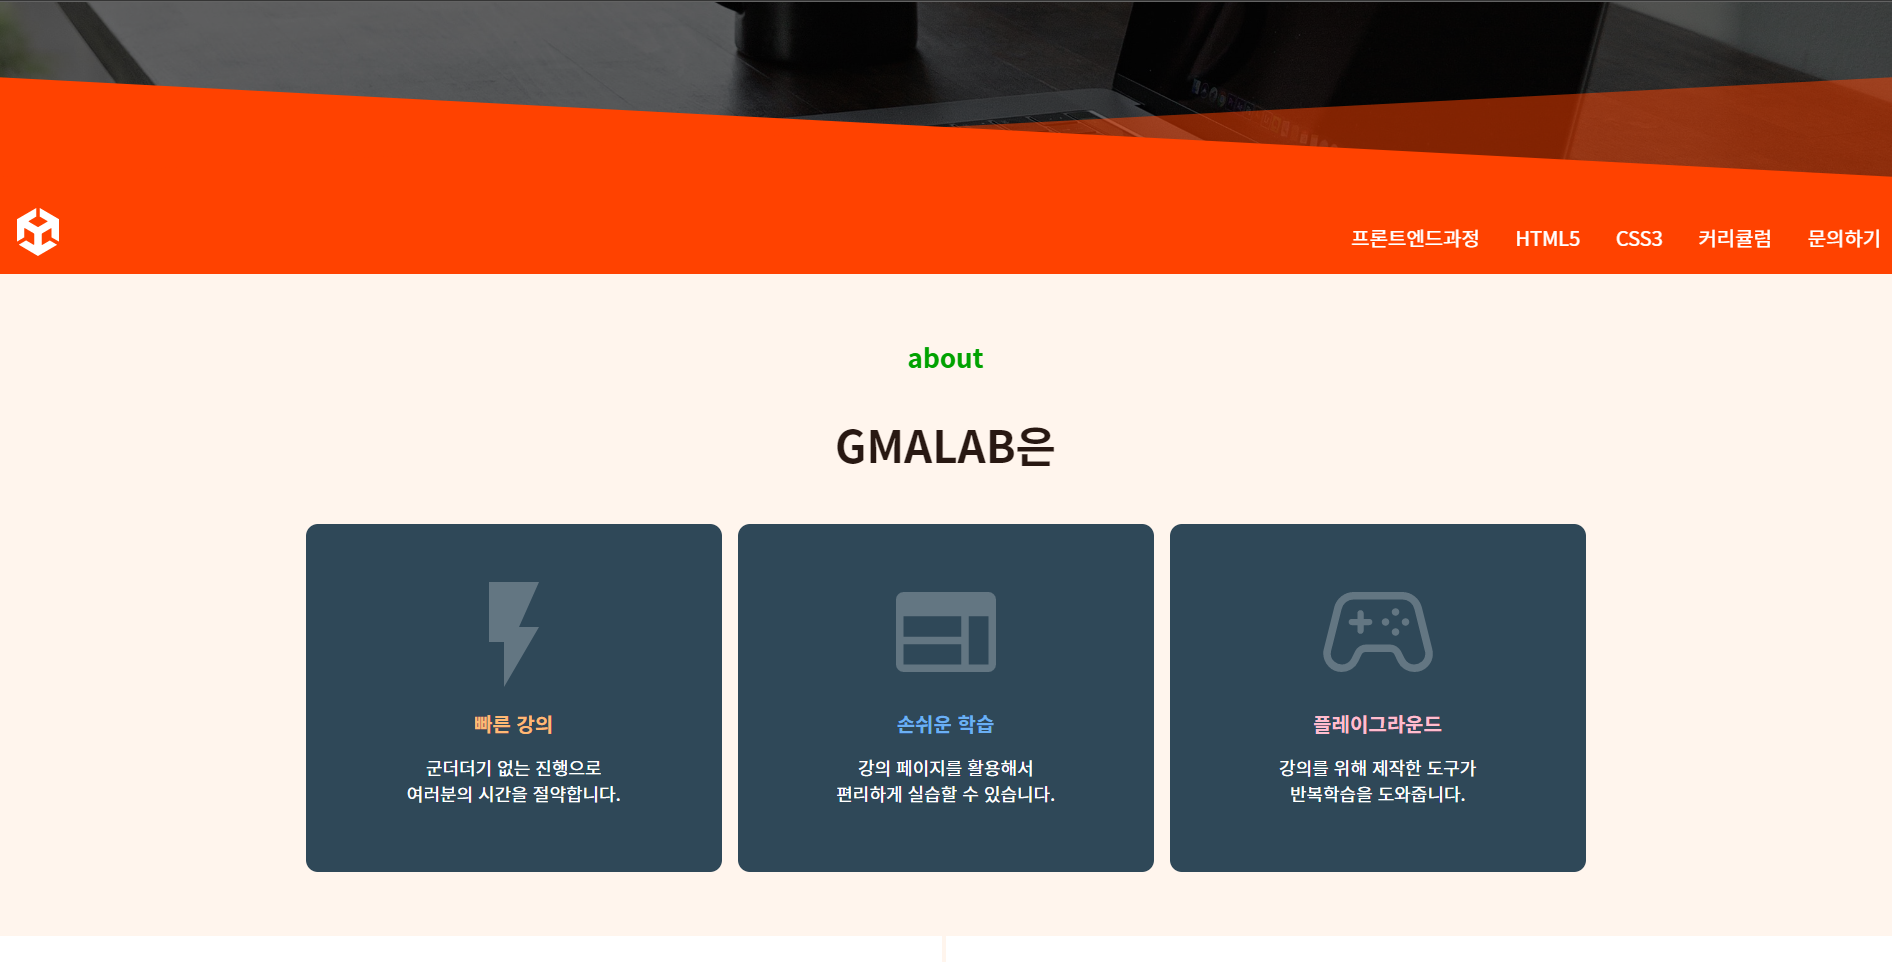 프론트엔드과정 HTML5 CSS3 커리큘럼 문의하기
about
GMALAB은
빠른 강의
군더더기 없는 진행으로
여러분의 시간을 절약합니다.
손쉬운 학습
강의 페이지를 활용해서
편리하게 실습할 수 있습니다.
플레이그라운드
강의를 위해 제작한 도구가
반복학습을 도와줍니다.